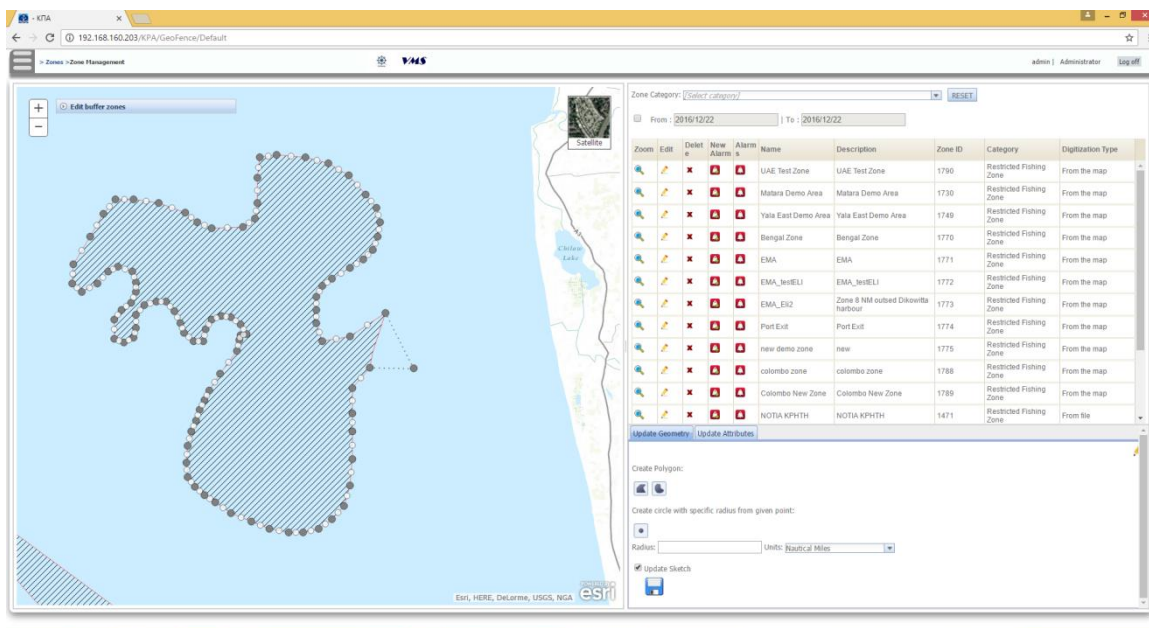 - КПА
192.168.160.203/KPA/GeoFence/Default
> Zones >Zone Management
VMS
admin | Administrator Log off
+
−
Edit buffer zones
Satellite
Chilaw
Lake
Esri, HERE, DeLorme, USGS, NGA
esri
Zone Category: [Select category] RESET
From : 2016/12/22 | To : 2016/12/22
Zoom Edit Delet e New Alarm Alarm s Name Description Zone ID Category Digitization Type
UAE Test Zone UAE Test Zone 1790 Restricted Fishing Zone From the map
Matara Demo Area Matara Demo Area 1730 Restricted Fishing Zone From the map
Yala East Demo Area Yala East Demo Area 1749 Restricted Fishing Zone From the map
Bengal Zone Bengal Zone 1770 Restricted Fishing Zone From the map
EMA EMA 1771 Restricted Fishing Zone From the map
EMA_testELI EMA_testELI 1772 Restricted Fishing Zone From the map
EMA_Eli2 Zone 8 NM outsed Dikowitta harbour 1773 Restricted Fishing Zone From the map
Port Exit Port Exit 1774 Restricted Fishing Zone From the map
new demo zone new 1775 Restricted Fishing Zone From the map
colombo zone colombo zone 1788 Restricted Fishing Zone From the map
Colombo New Zone Colombo New Zone 1789 Restricted Fishing Zone From the map
NOTIA KPHTH NOTIA KPHTH 1471 Restricted Fishing Zone From file
Update Geometry Update Attributes
Create Polygon:
Create circle with specific radius from given point:
Radius: Units: Nautical Miles
Update Sketch